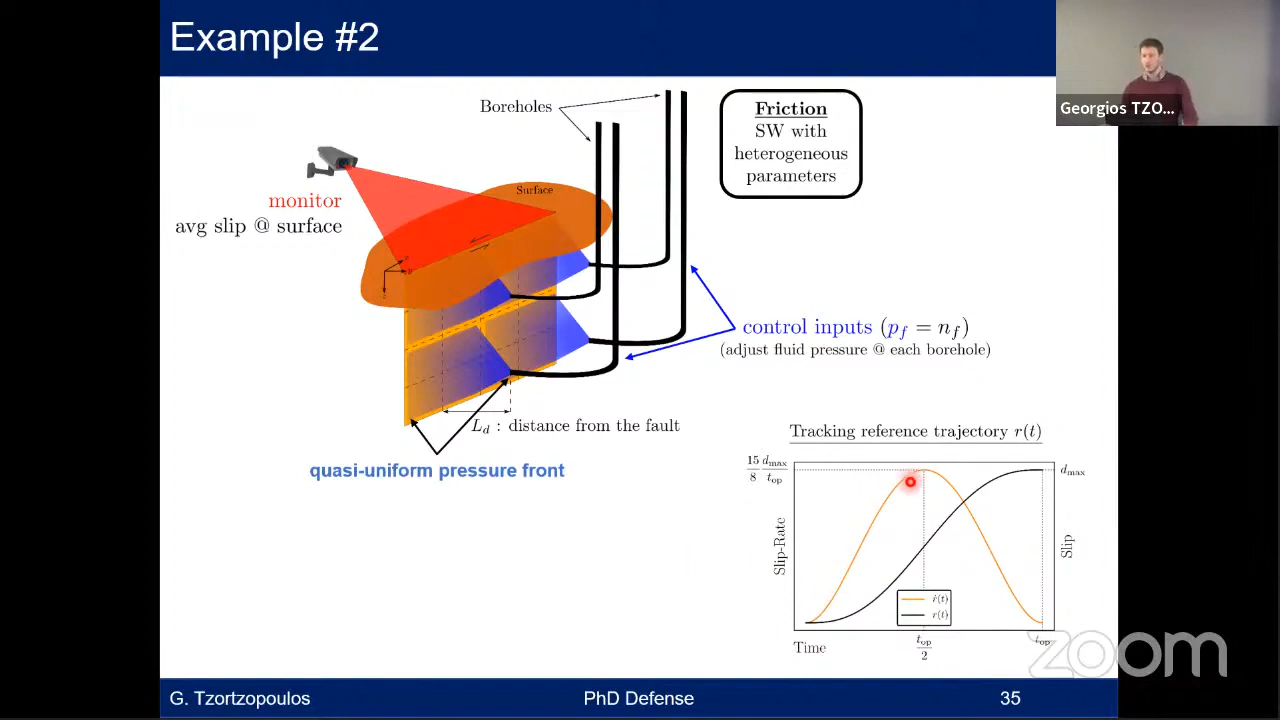 Example #2
Georgios TZO...
Boreholes
Friction
SW with
heterogeneous
parameters
Surface
monitor
avg slip @ surface
x
y
z
control inputs (p_f = n_f)
(adjust fluid pressure @ each borehole)
L_d : distance from the fault
quasi-uniform pressure front
Tracking reference trajectory r(t)
15/8 d_max/t_op
d_max
Slip-Rate
Slip
ṙ(t)
r(t)
Time
t_op/2
t_op
zoom
G. Tzortzopoulos
PhD Defense
35